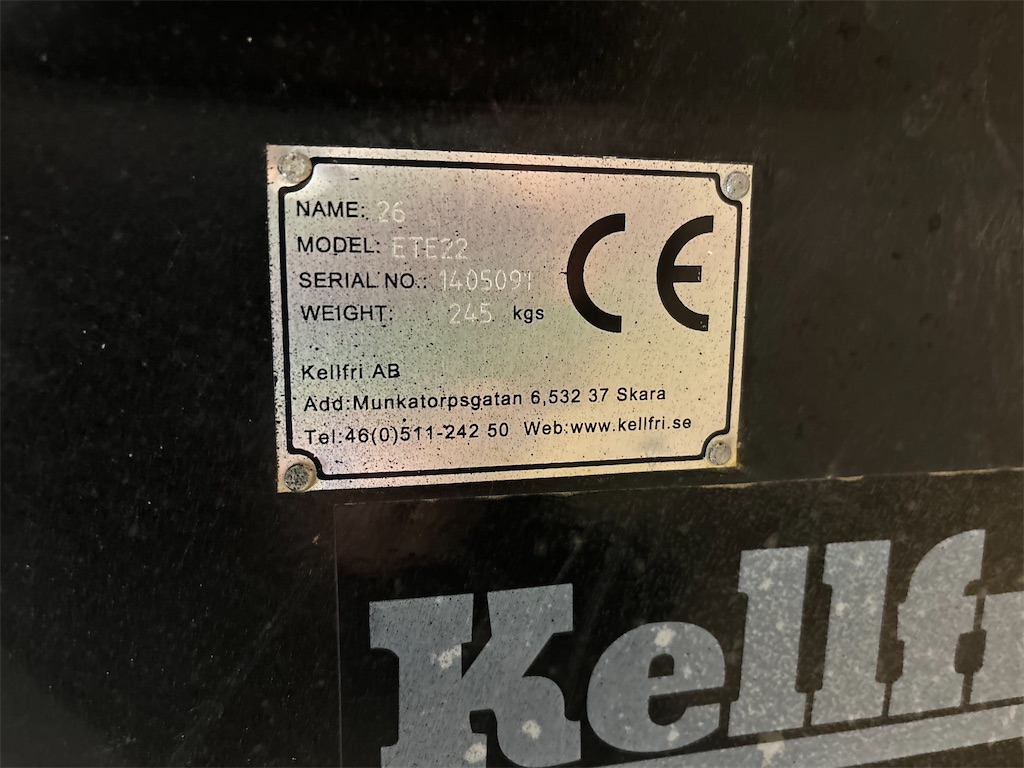 NAME: 26
MODEL: ETE22
SERIAL NO.: 1405091
WEIGHT: 245 kgs
CE
Kellfri AB
Add:Munkatorpsgatan 6,532 37 Skara
Tel:46(0)511-242 50 Web:www.kellfri.se
Kellfr